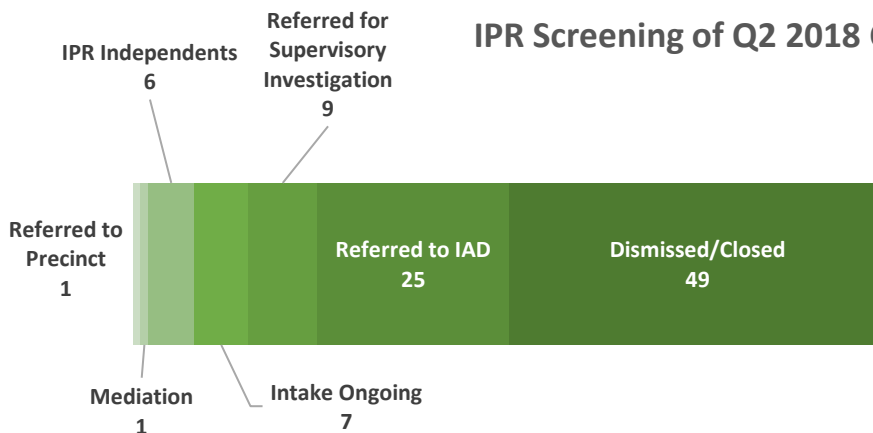 IPR Screening of Q2 2018
IPR Independents
6
Referred for
Supervisory
Investigation
9
Referred to
Precinct
1
Referred to IAD
25
Dismissed/Closed
49
Mediation
1
Intake Ongoing
7